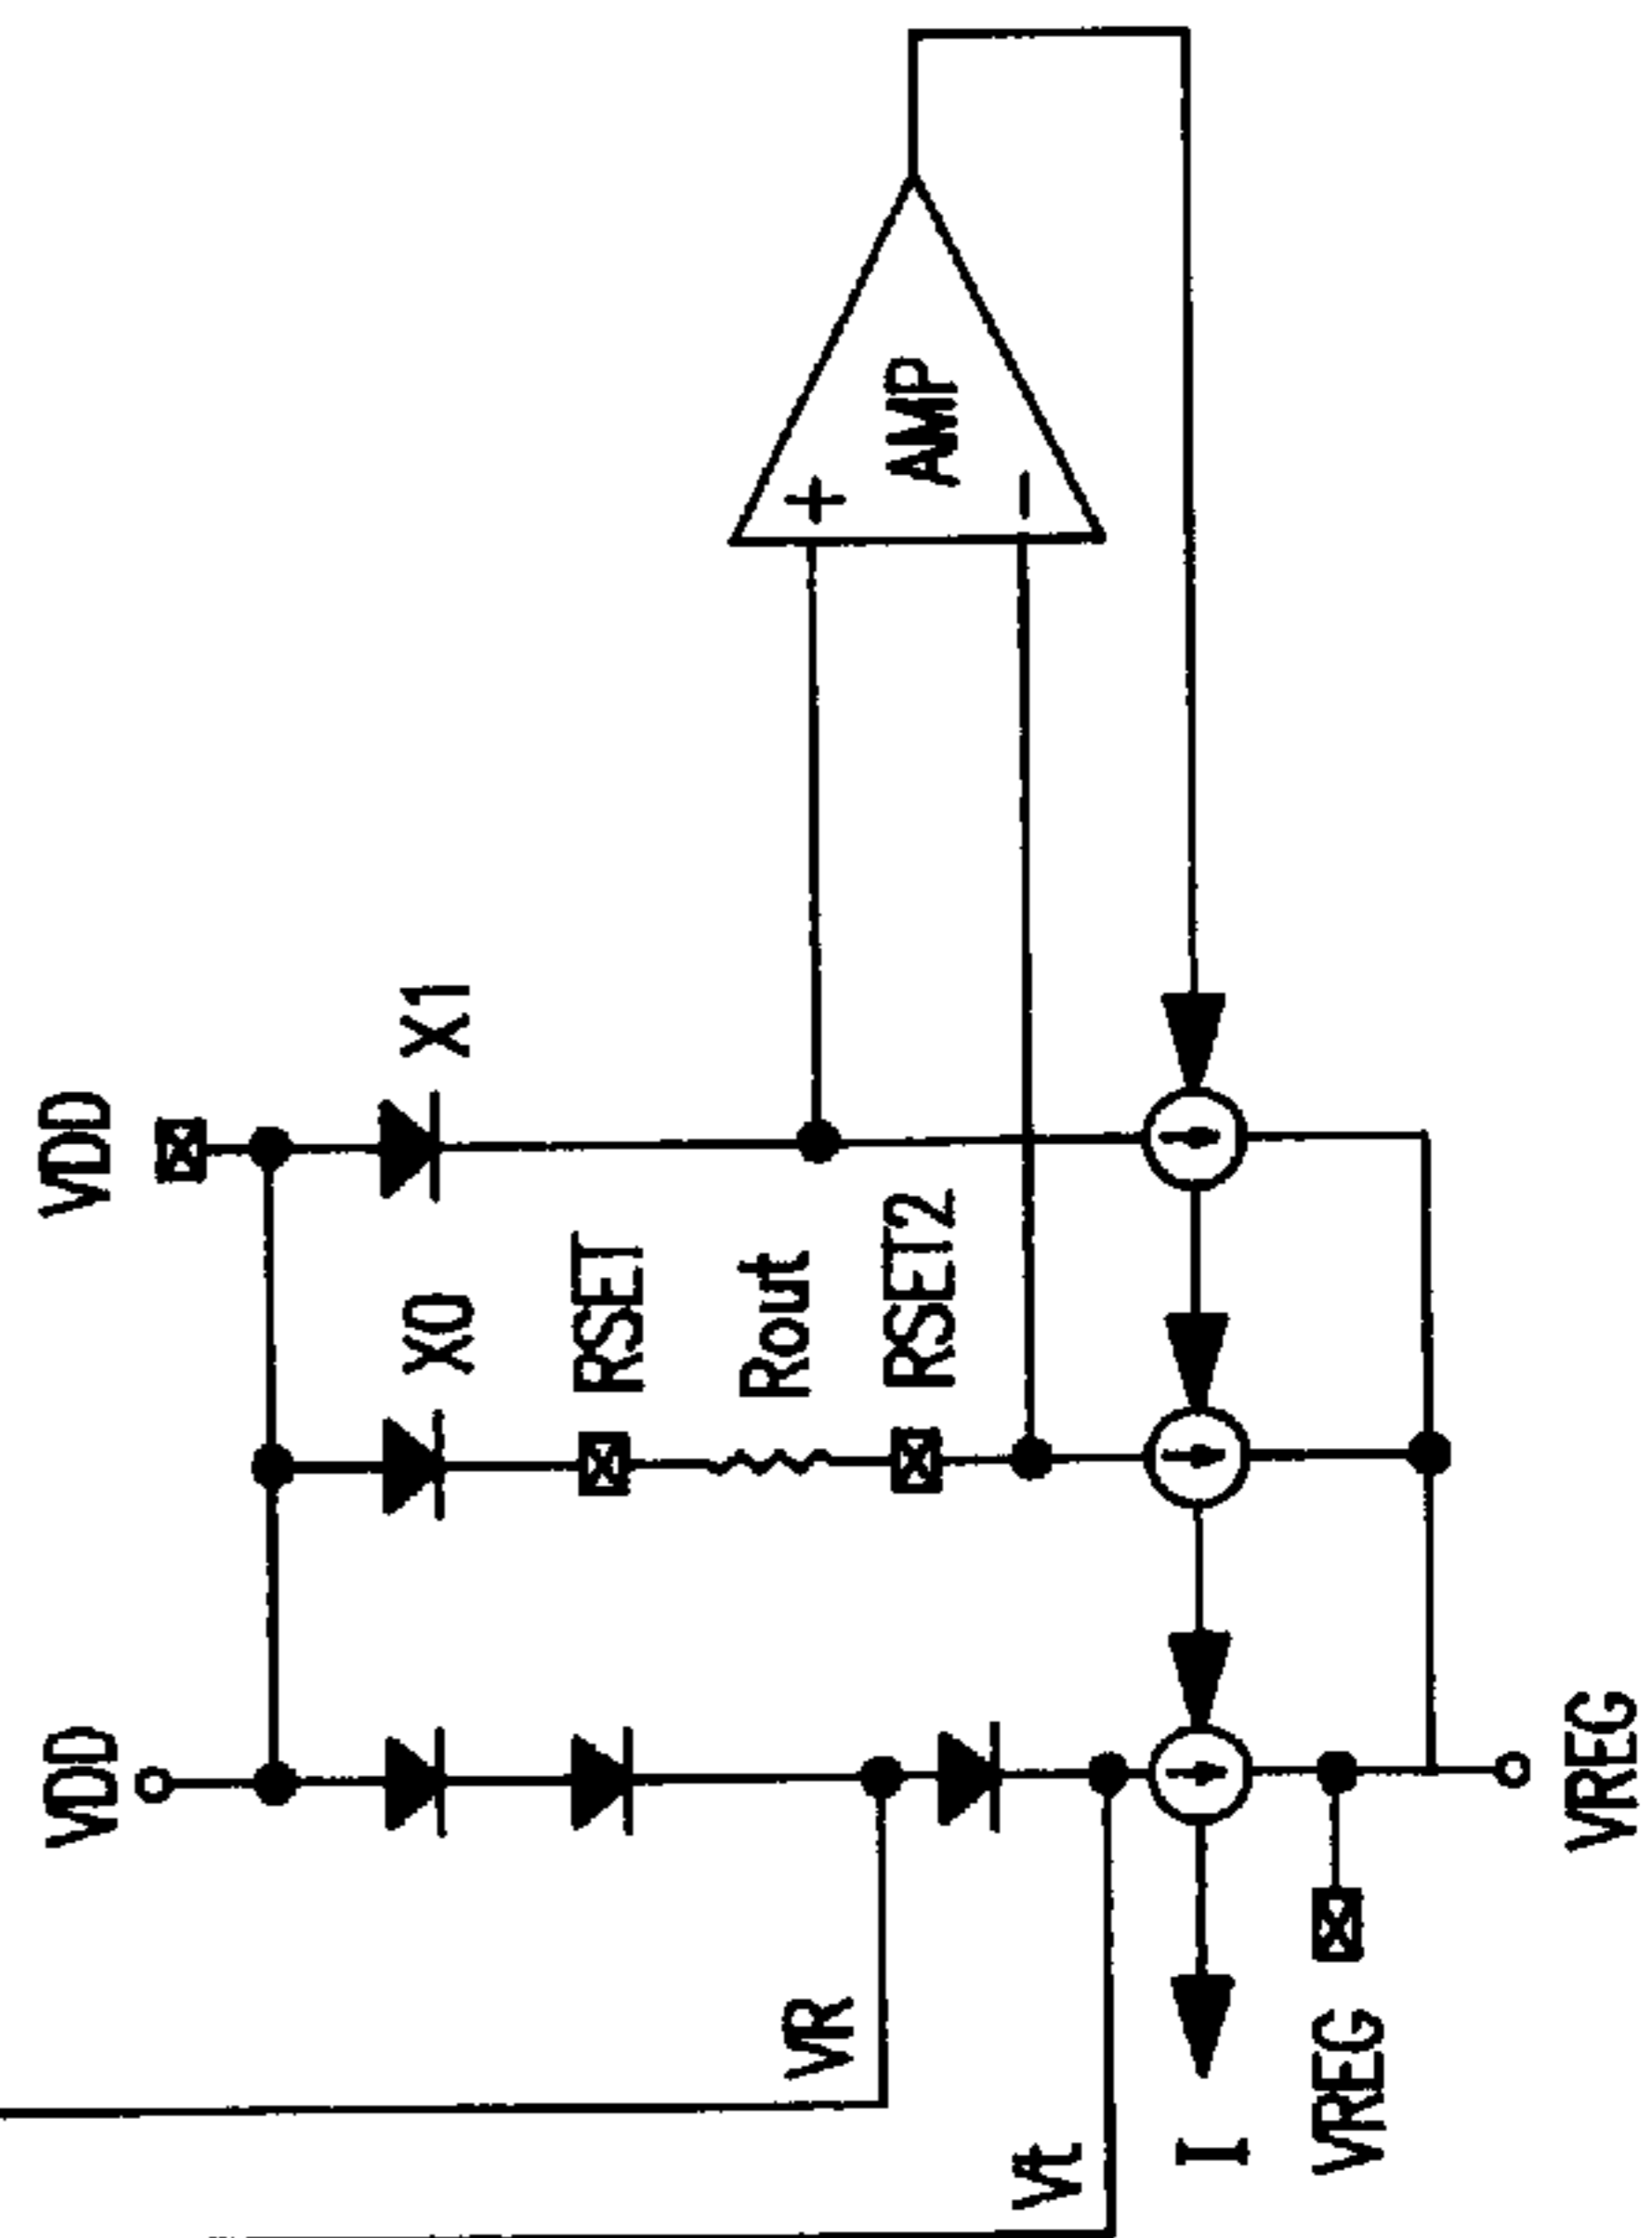 VDD
X1
AMP
+
-
VDD
X0
RSET
Rout
RSET2
VR
Vt
I
VREG
VREG